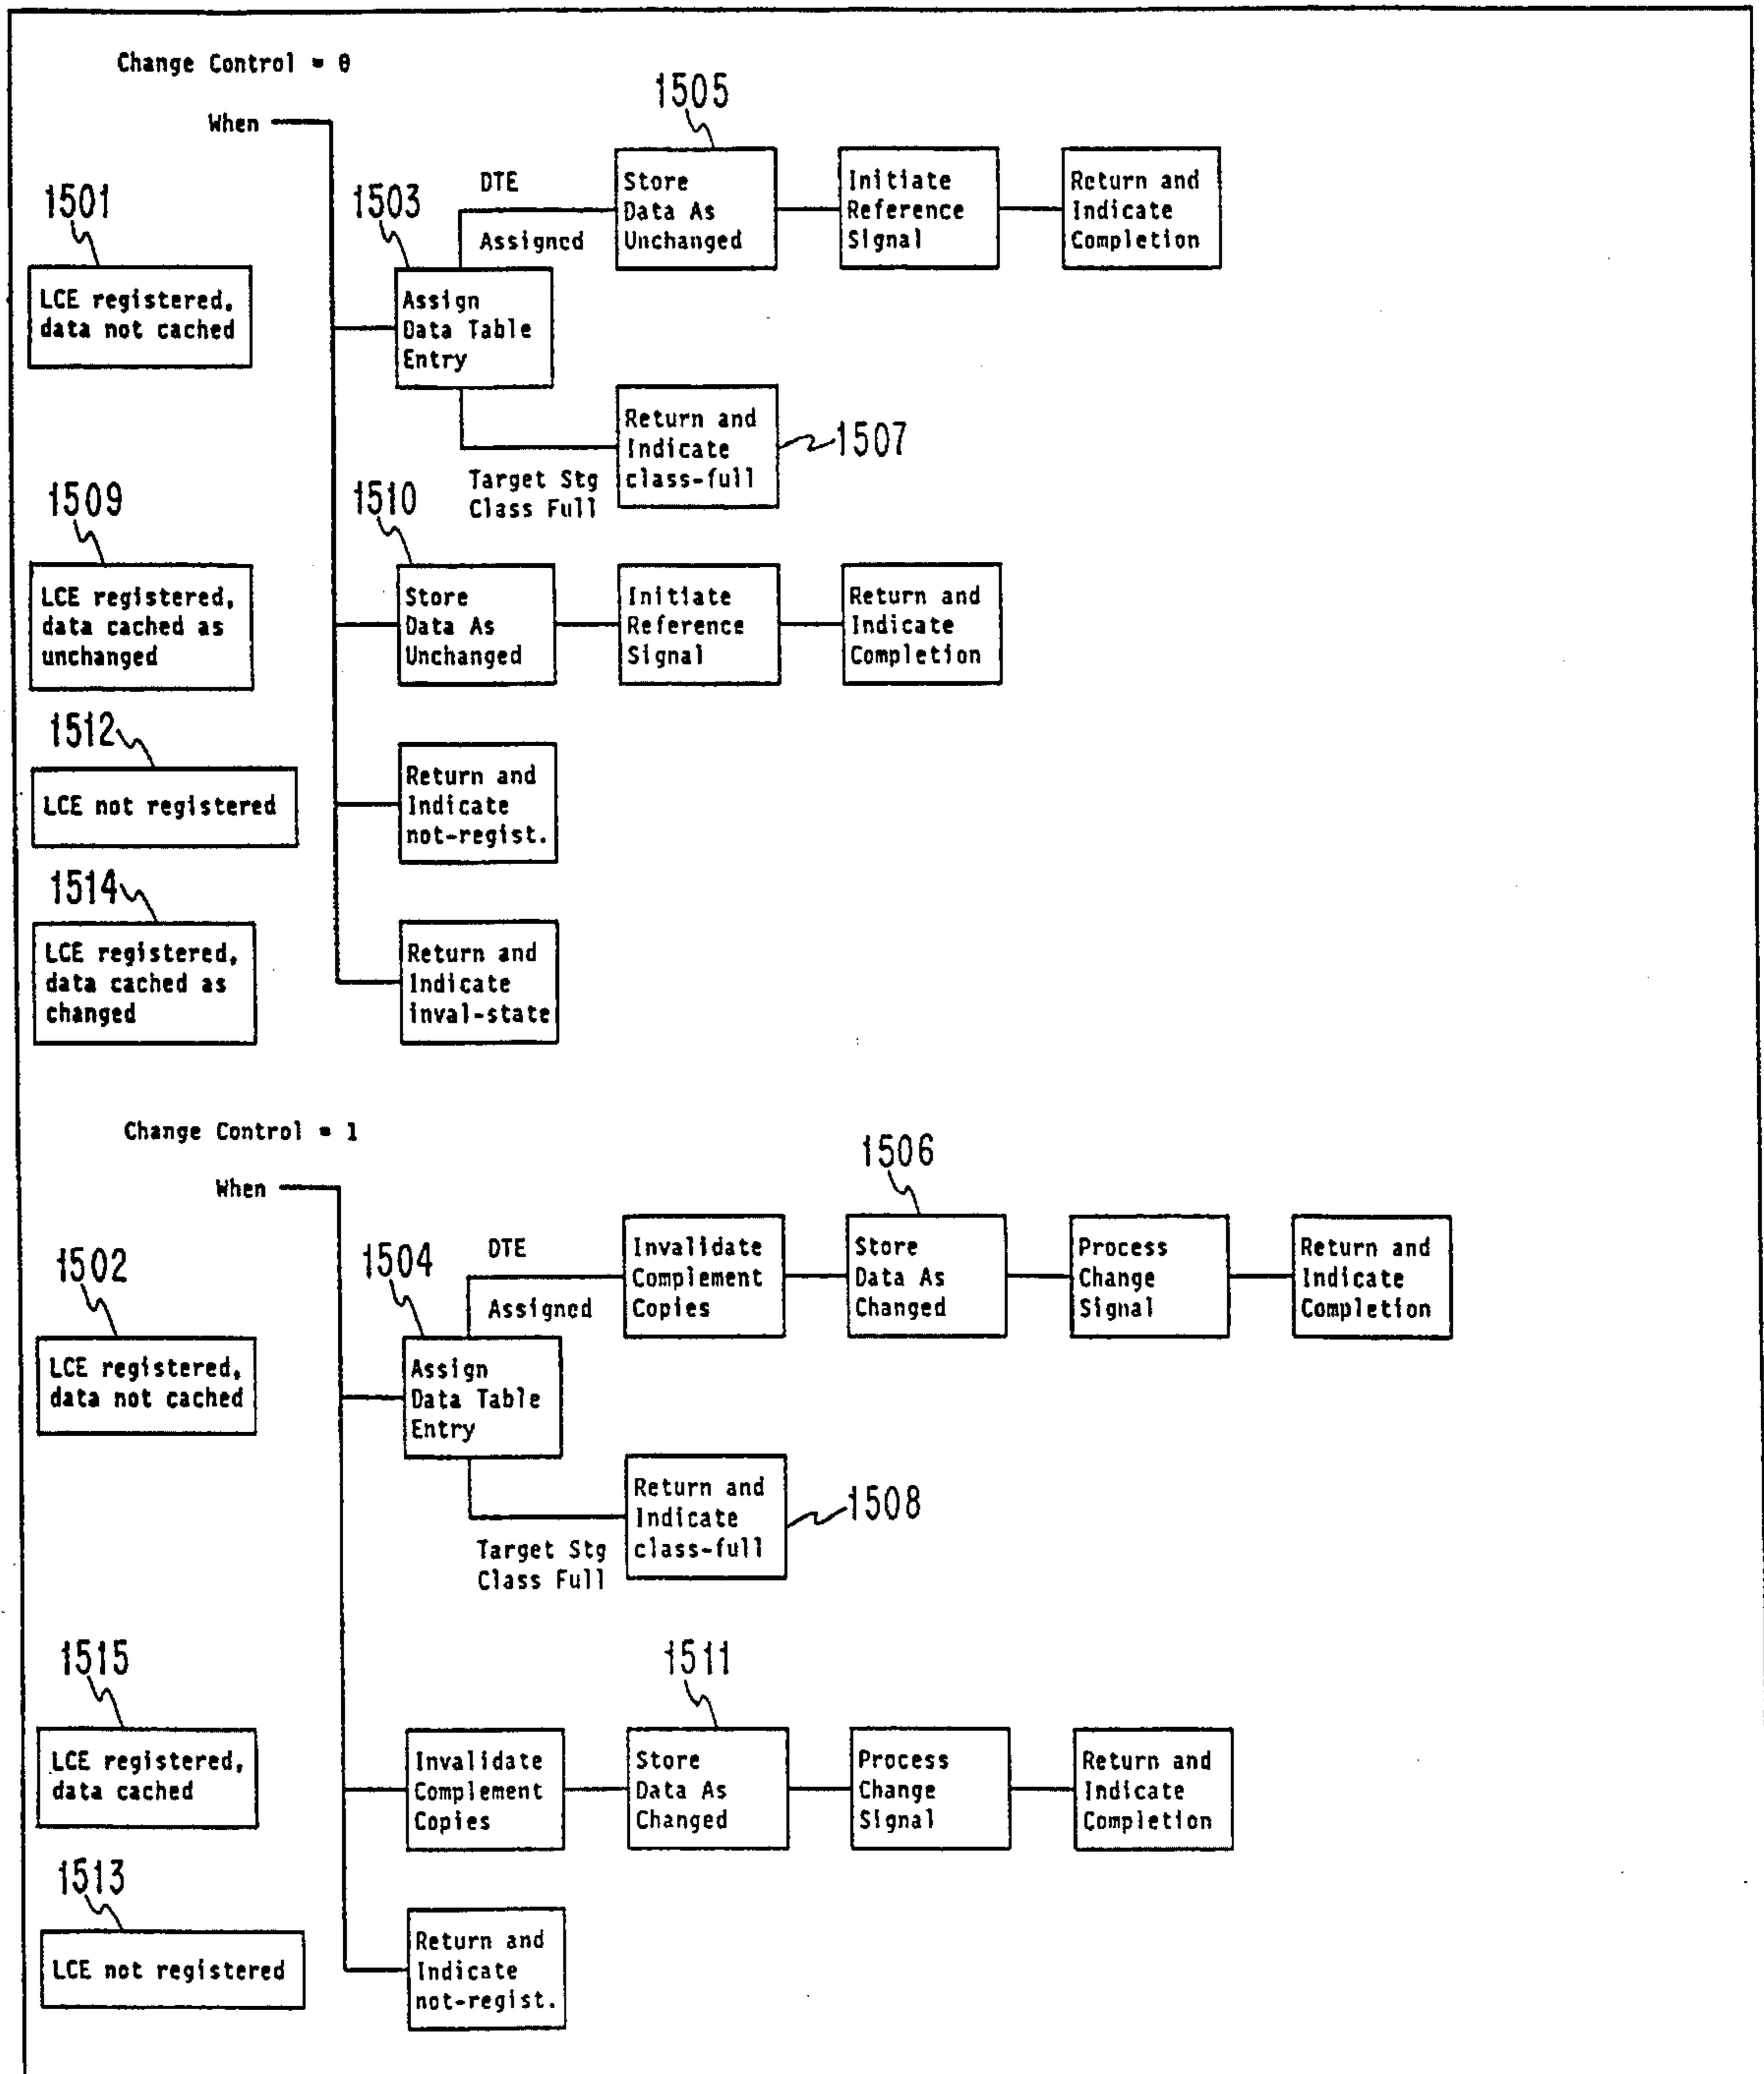 Change Control = 0
When
1505
DTE
Assigned
Store
Data As
Unchanged
Initiate
Reference
Signal
Return and
Indicate
Completion
1501
1503
LCE registered,
data not cached
Assign
Data Table
Entry
Return and
Indicate
class-full
1507
Target Stg
Class Full
1509
1510
LCE registered,
data cached as
unchanged
Store
Data As
Unchanged
Initiate
Reference
Signal
Return and
Indicate
Completion
1512
LCE not registered
Return and
Indicate
not-regist.
1514
LCE registered,
data cached as
changed
Return and
Indicate
inval-state
Change Control = 1
When
1506
DTE
Assigned
Invalidate
Complement
Copies
Store
Data As
Changed
Process
Change
Signal
Return and
Indicate
Completion
1502
1504
LCE registered,
data not cached
Assign
Data Table
Entry
Return and
Indicate
class-full
1508
Target Stg
Class Full
1515
1511
LCE registered,
data cached
Invalidate
Complement
Copies
Store
Data As
Changed
Process
Change
Signal
Return and
Indicate
Completion
1513
LCE not registered
Return and
Indicate
not-regist.